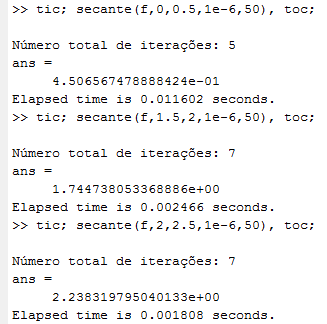 >> tic; secante(f,0,0.5,1e-6,50), toc;
Número total de iterações: 5
ans =
4.506567478888424e-01
Elapsed time is 0.011602 seconds.
>> tic; secante(f,1.5,2,1e-6,50), toc;
Número total de iterações: 7
ans =
1.744738053368886e+00
Elapsed time is 0.002466 seconds.
>> tic; secante(f,2,2.5,1e-6,50), toc;
Número total de iterações: 7
ans =
2.238319795040133e+00
Elapsed time is 0.001808 seconds.